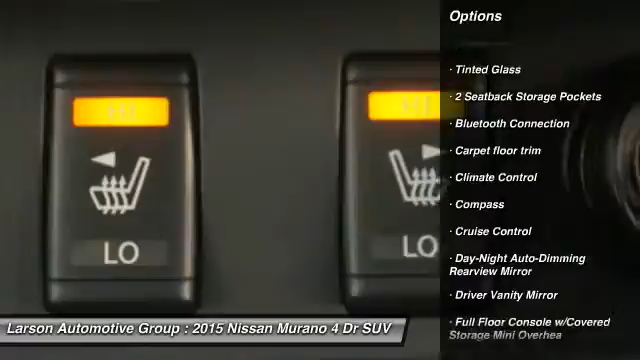 Options
· Tinted Glass
· 2 Seatback Storage Pockets
· Bluetooth Connection
· Carpet floor trim
· Climate Control
· Compass
· Cruise Control
· Day-Night Auto-Dimming
Rearview Mirror
· Driver Vanity Mirror
· Full Floor Console w/Covered
Storage Mini Overhea
HI
LO
HI
LO
Larson Automotive Group : 2015 Nissan Murano 4 Dr SUV